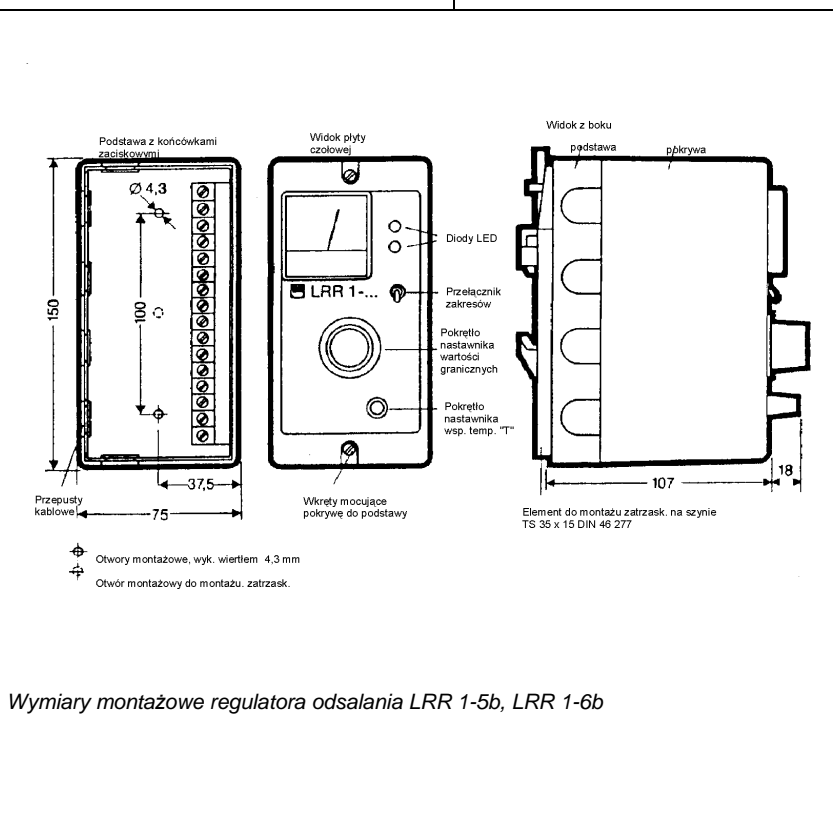 Widok z boku
Podstawa z końcówkami
zaciskowymi
Widok płyty
czołowej
podstawa
pokrywa
Ø 4,3
150
100
LRR 1-...
Diody LED
Przełącznik
zakresów
Pokrętło
nastawnika
wartości
granicznych
Pokrętło
nastawnika
wsp. temp. "T"
37,5
75
Przepusty
kablowe
Wkręty mocujące
pokrywę do podstawy
107
18
Element do montażu zatrzask. na szynie
TS 35 x 15 DIN 46 277
Otwory montażowe, wyk. wiertłem 4,3 mm
Otwór montażowy do montażu. zatrzask.
Wymiary montażowe regulatora odsalania LRR 1-5b, LRR 1-6b